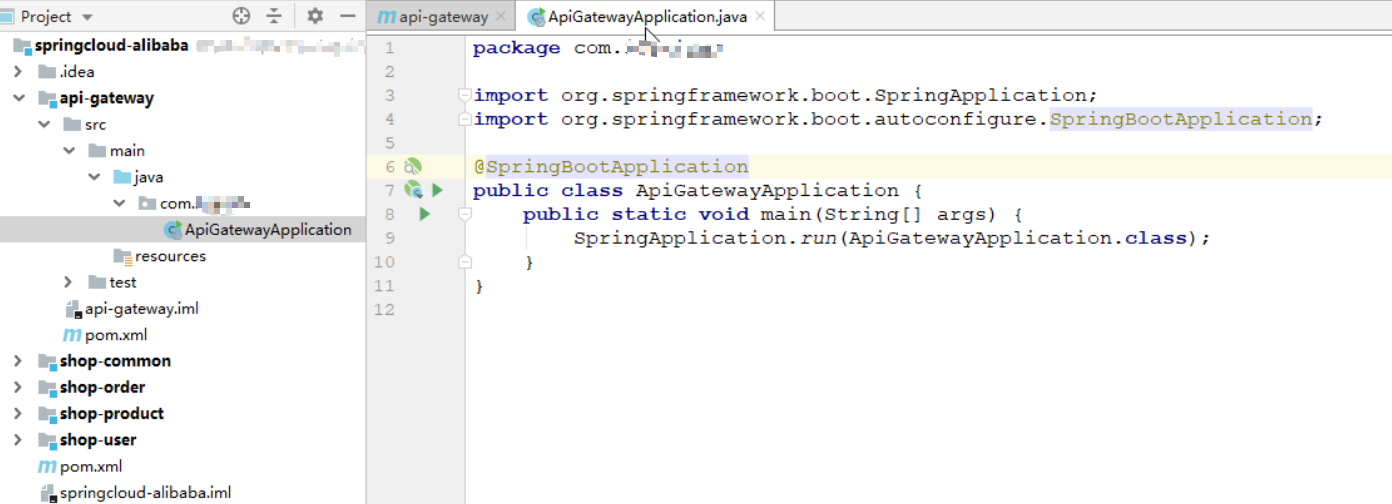 Project
springcloud-alibaba
.idea
api-gateway
src
main
java
com.
ApiGatewayApplication
resources
test
api-gateway.iml
pom.xml
shop-common
shop-order
shop-product
shop-user
pom.xml
springcloud-alibaba.iml
api-gateway
ApiGatewayApplication.java
1 package com.
2
3 import org.springframework.boot.SpringApplication;
4 import org.springframework.boot.autoconfigure.SpringBootApplication;
5
6 @SpringBootApplication
7 public class ApiGatewayApplication {
8 public static void main(String[] args) {
9 SpringApplication.run(ApiGatewayApplication.class);
10 }
11 }
12